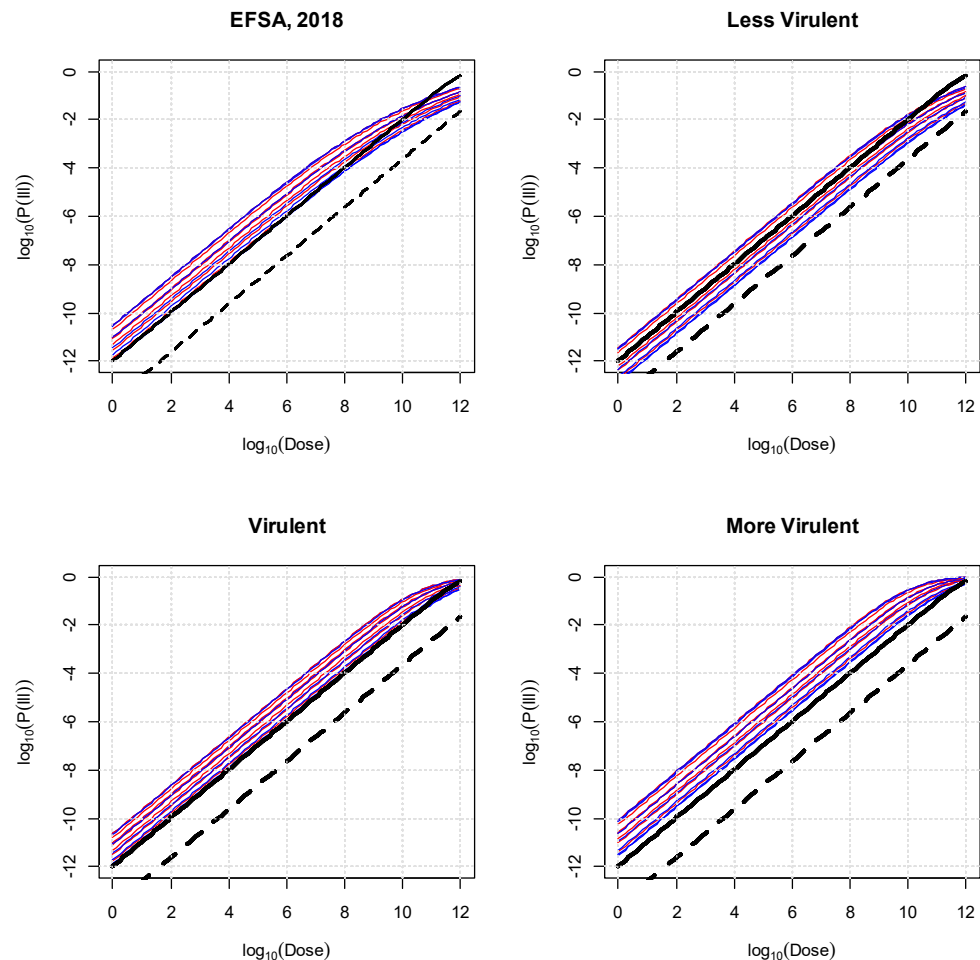 EFSA, 2018
0
-2
-4
-6
-8
-10
-12
log₁₀(P(Ill))
0 2 4 6 8 10 12
log₁₀(Dose)
Less Virulent
0
-2
-4
-6
-8
-10
-12
log₁₀(P(Ill))
0 2 4 6 8 10 12
log₁₀(Dose)
Virulent
0
-2
-4
-6
-8
-10
-12
log₁₀(P(Ill))
0 2 4 6 8 10 12
log₁₀(Dose)
More Virulent
0
-2
-4
-6
-8
-10
-12
log₁₀(P(Ill))
0 2 4 6 8 10 12
log₁₀(Dose)